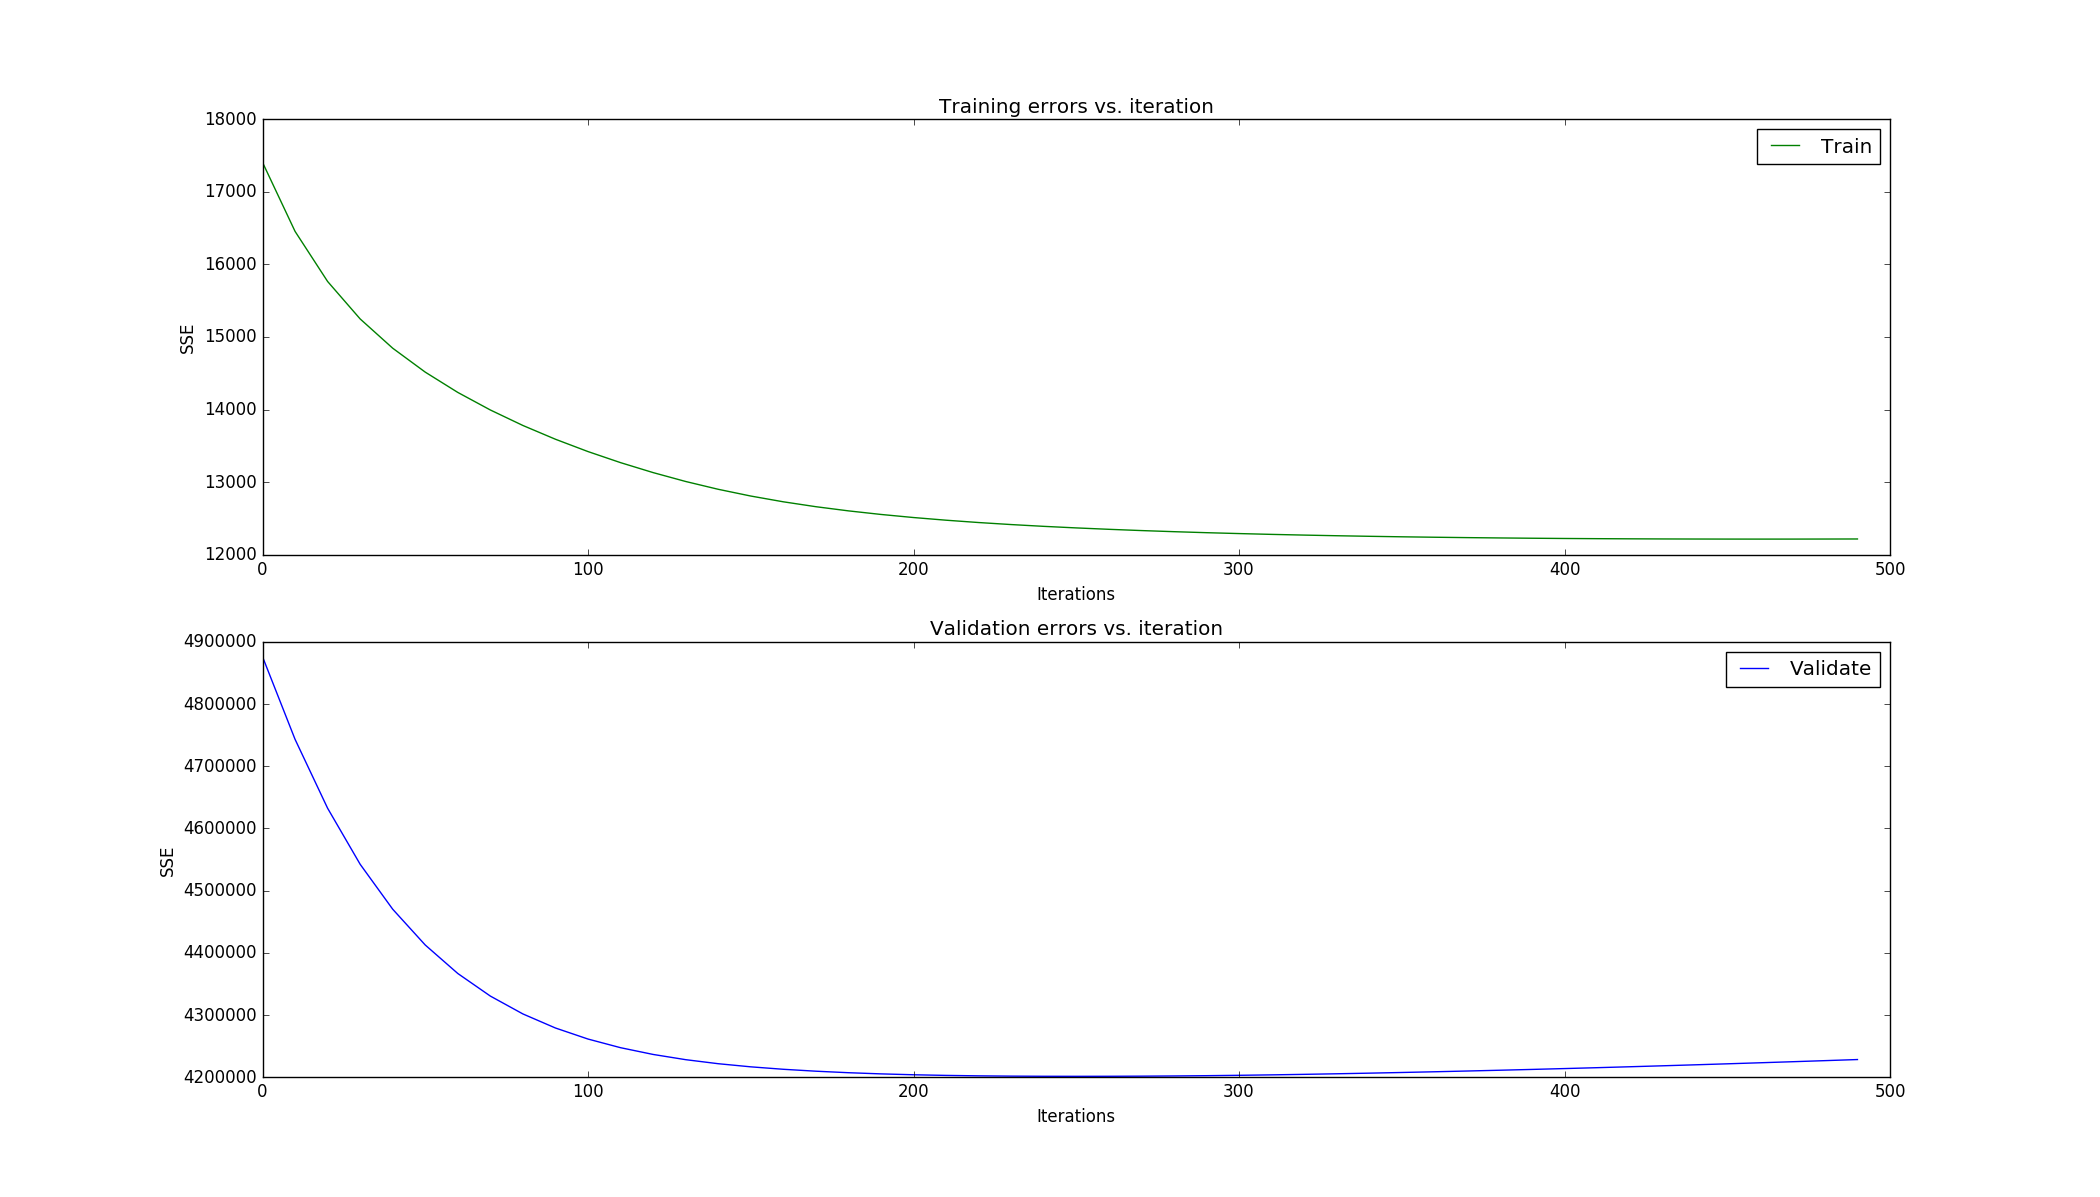 Training errors vs. iteration
18000
17000
16000
15000
14000
13000
12000
SSE
Train
0 100 200 300 400 500
Iterations
Validation errors vs. iteration
4900000
4800000
4700000
4600000
4500000
4400000
4300000
4200000
SSE
Validate
0 100 200 300 400 500
Iterations